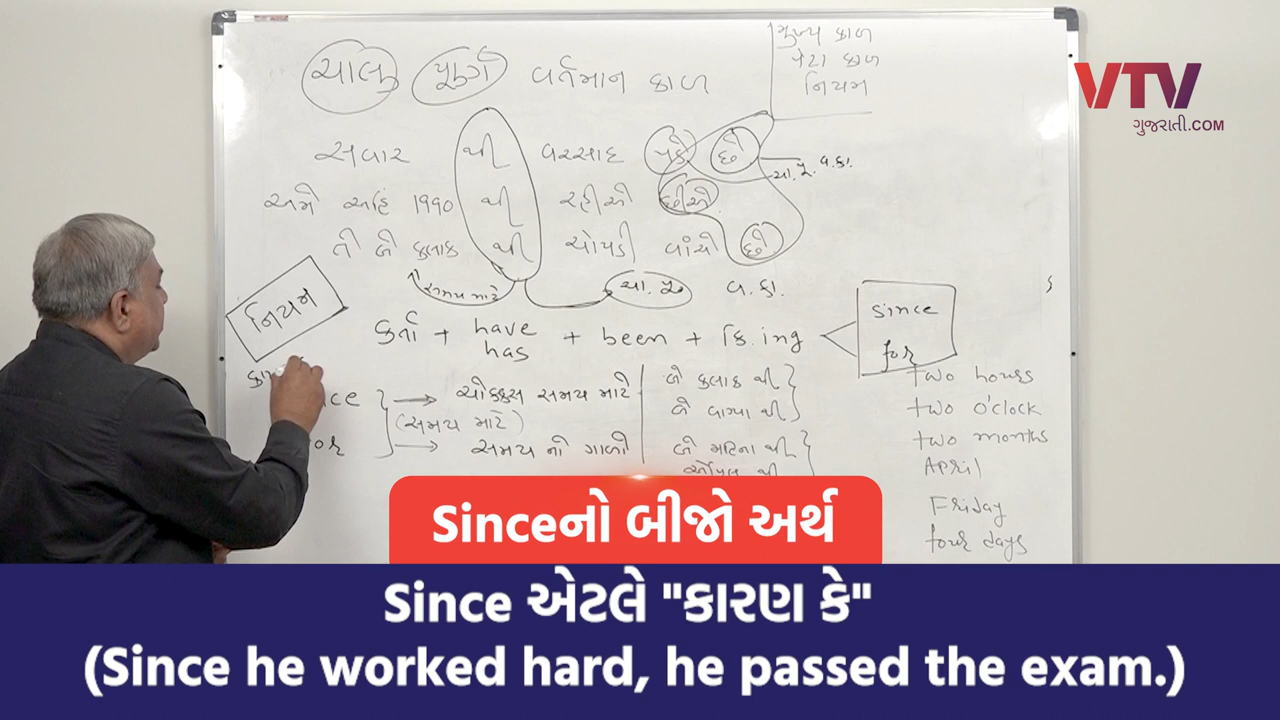 ચાલુ પૂર્ણ વર્તમાન કાળ
મુખ્ય કાળ
પેટા કાળ
નિયમ
VTV
ગુજરાતી.COM
સવાર થી વરસાદ પડે છે
ચા. પૂ. વ. કા.
અમે અહિં 1990 થી રહીએ છીએ.
તે બે કલાક થી ચોપડી વાંચે છે
સમય માટે
ચા. પૂ. વ. કા.
નિયમ
કર્તા + have has + been + ક્રિ. ing
since
for
ચોક્કસ સમય માટે
(સમય માટે)
સમય નો ગાળો
બે કલાક થી
બે વાગ્યા થી
બે મહિના થી
એપ્રિલ થી
two hours
two o'clock
two months
April
Friday
four days
Sinceનો બીજો અર્થ
Since એટલે "કારણ કે"
(Since he worked hard, he passed the exam.)